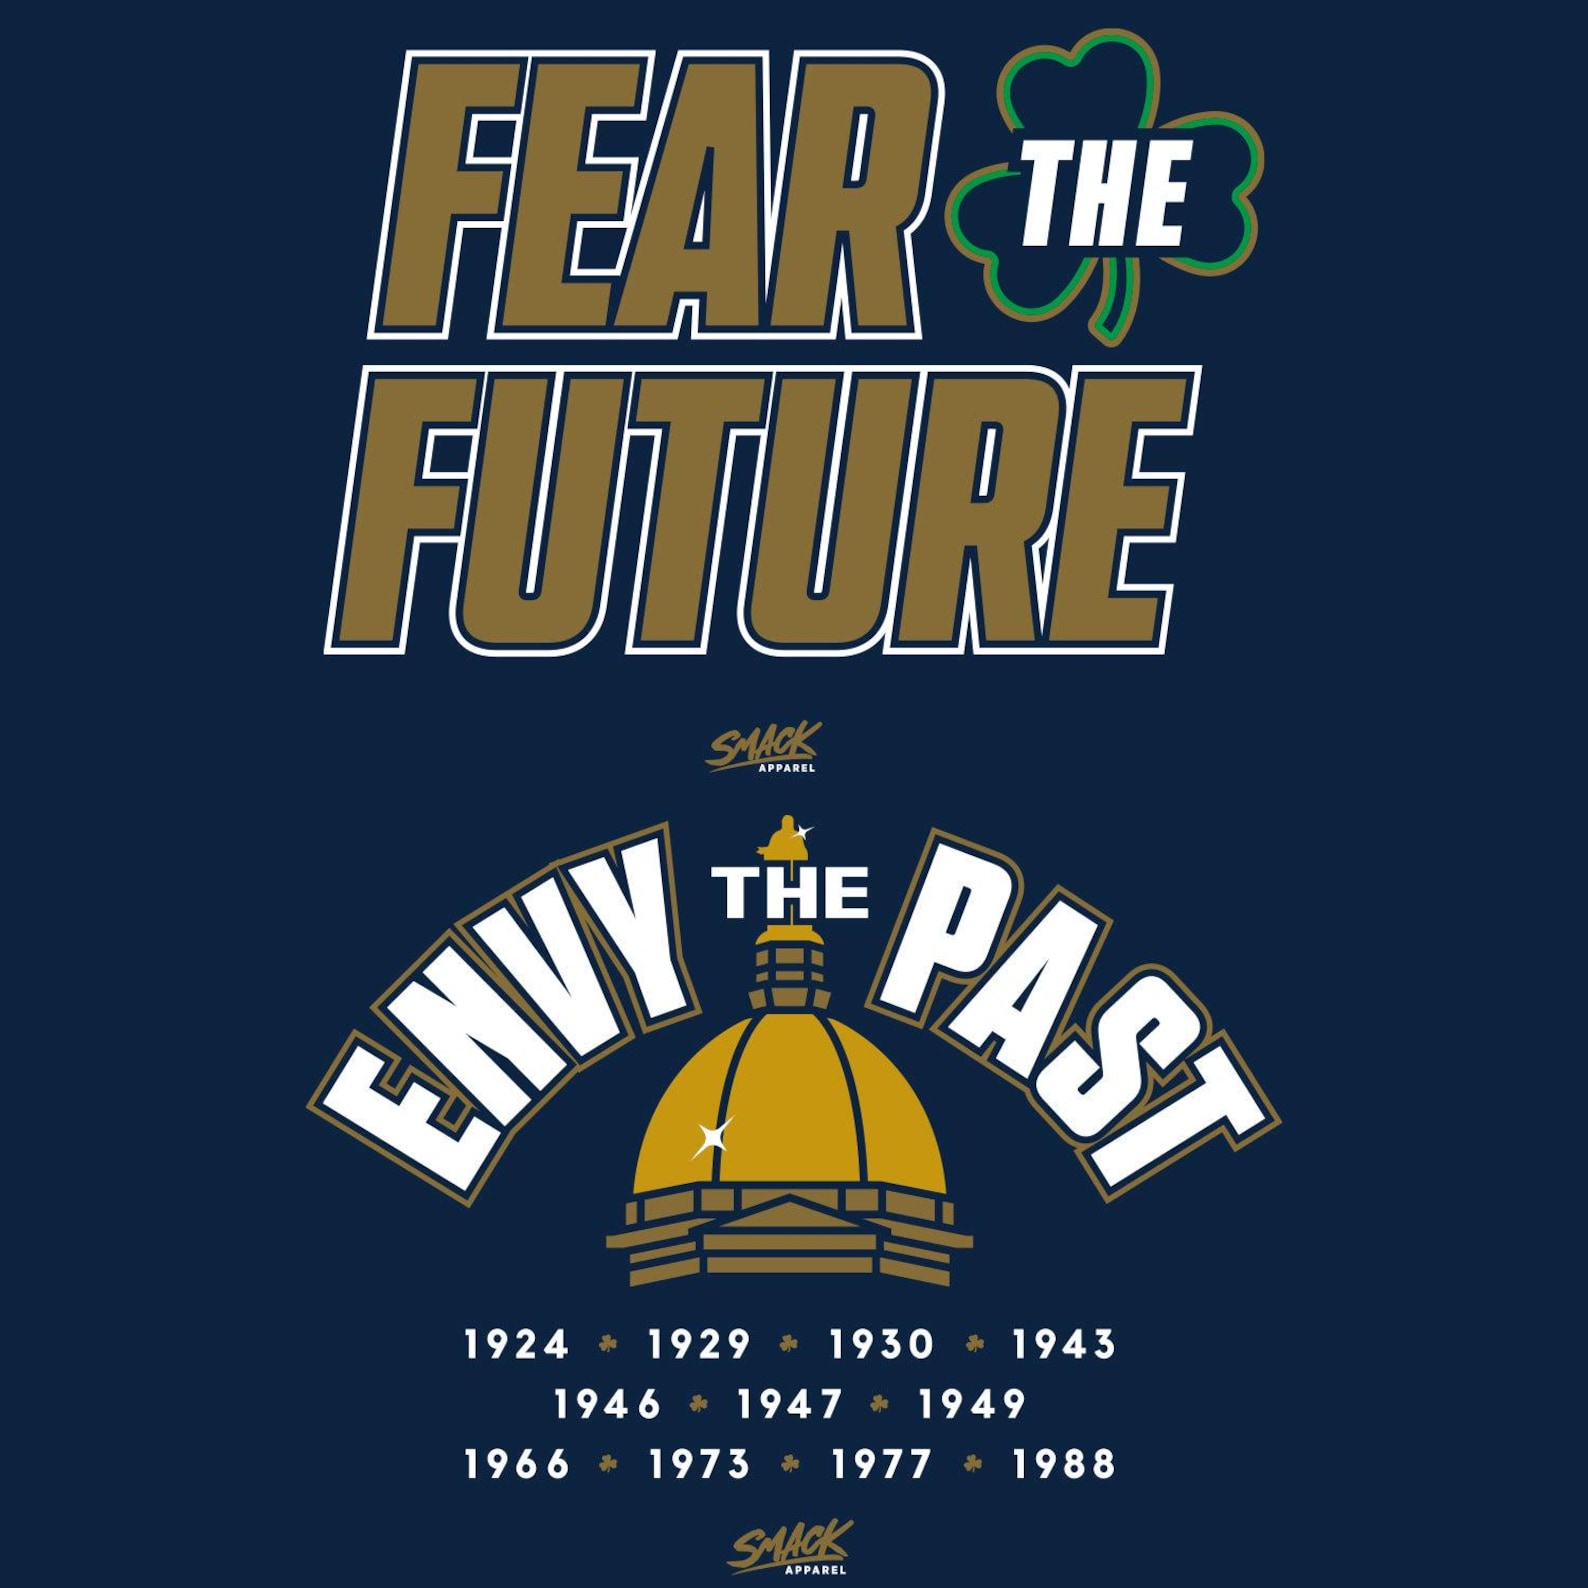 FEAR THE
FUTURE
SMACK
APPAREL
ENVY THE PAST
1924 1929 1930 1943
1946 1947 1949
1966 1973 1977 1988
SMACK
APPAREL